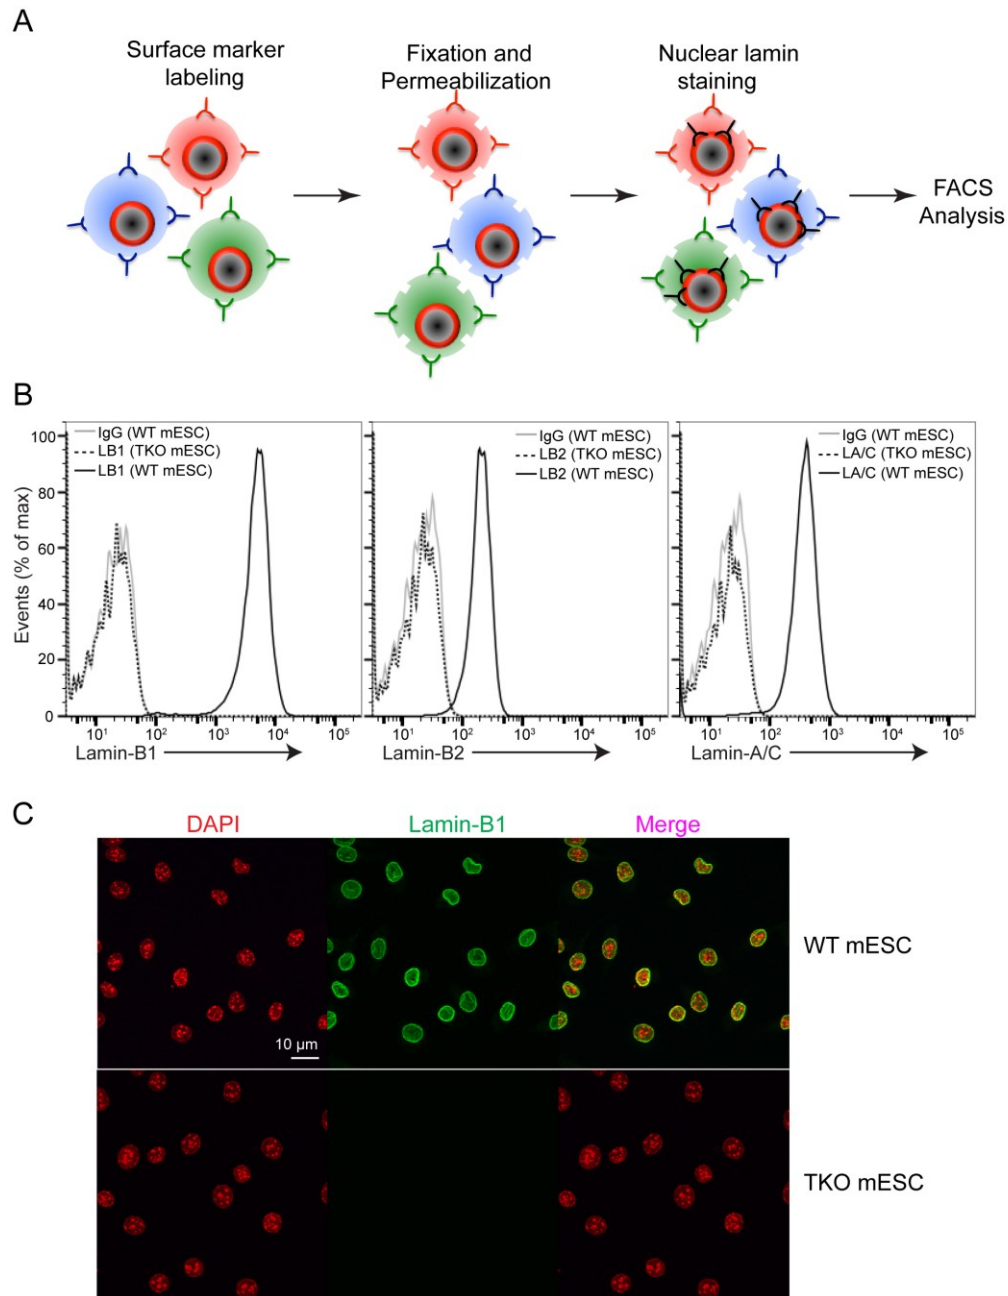 A
Surface marker
labeling
Fixation and
Permeabilization
Nuclear lamin
staining
FACS
Analysis
B
Events (% of max)
100
80
60
40
20
0
IgG (WT mESC)
LB1 (TKO mESC)
LB1 (WT mESC)
10¹ 10² 10³ 10⁴ 10⁵
Lamin-B1
IgG (WT mESC)
LB2 (TKO mESC)
LB2 (WT mESC)
10¹ 10² 10³ 10⁴ 10⁵
Lamin-B2
IgG (WT mESC)
LA/C (TKO mESC)
LA/C (WT mESC)
10¹ 10² 10³ 10⁴ 10⁵
Lamin-A/C
C
DAPI Lamin-B1 Merge
WT mESC
10 μm
TKO mESC